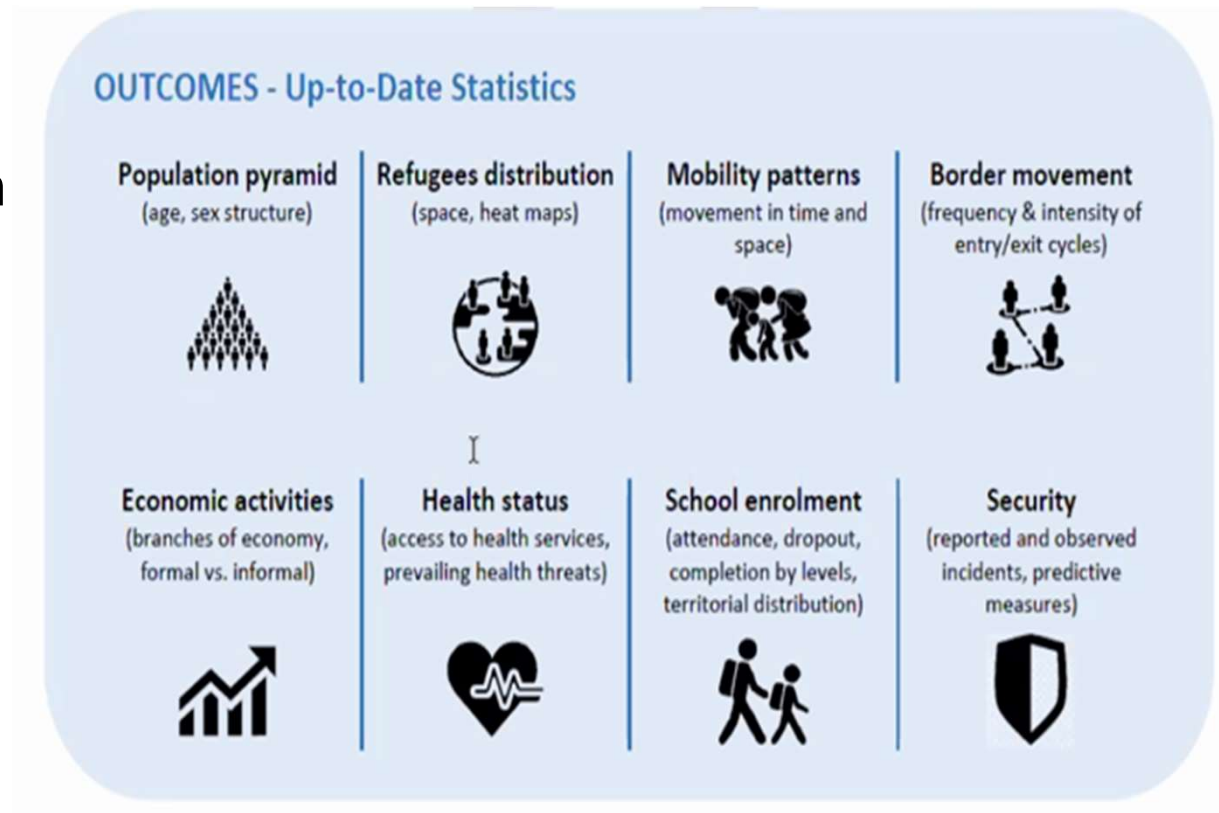 OUTCOMES - Up-to-Date Statistics
Population pyramid
(age, sex structure)
Refugees distribution
(space, heat maps)
Mobility patterns
(movement in time and
space)
Border movement
(frequency & intensity of
entry/exit cycles)
Economic activities
(branches of economy,
formal vs. informal)
Health status
(access to health services,
prevailing health threats)
School enrolment
(attendance, dropout,
completion by levels,
territorial distribution)
Security
(reported and observed
incidents, predictive
measures)